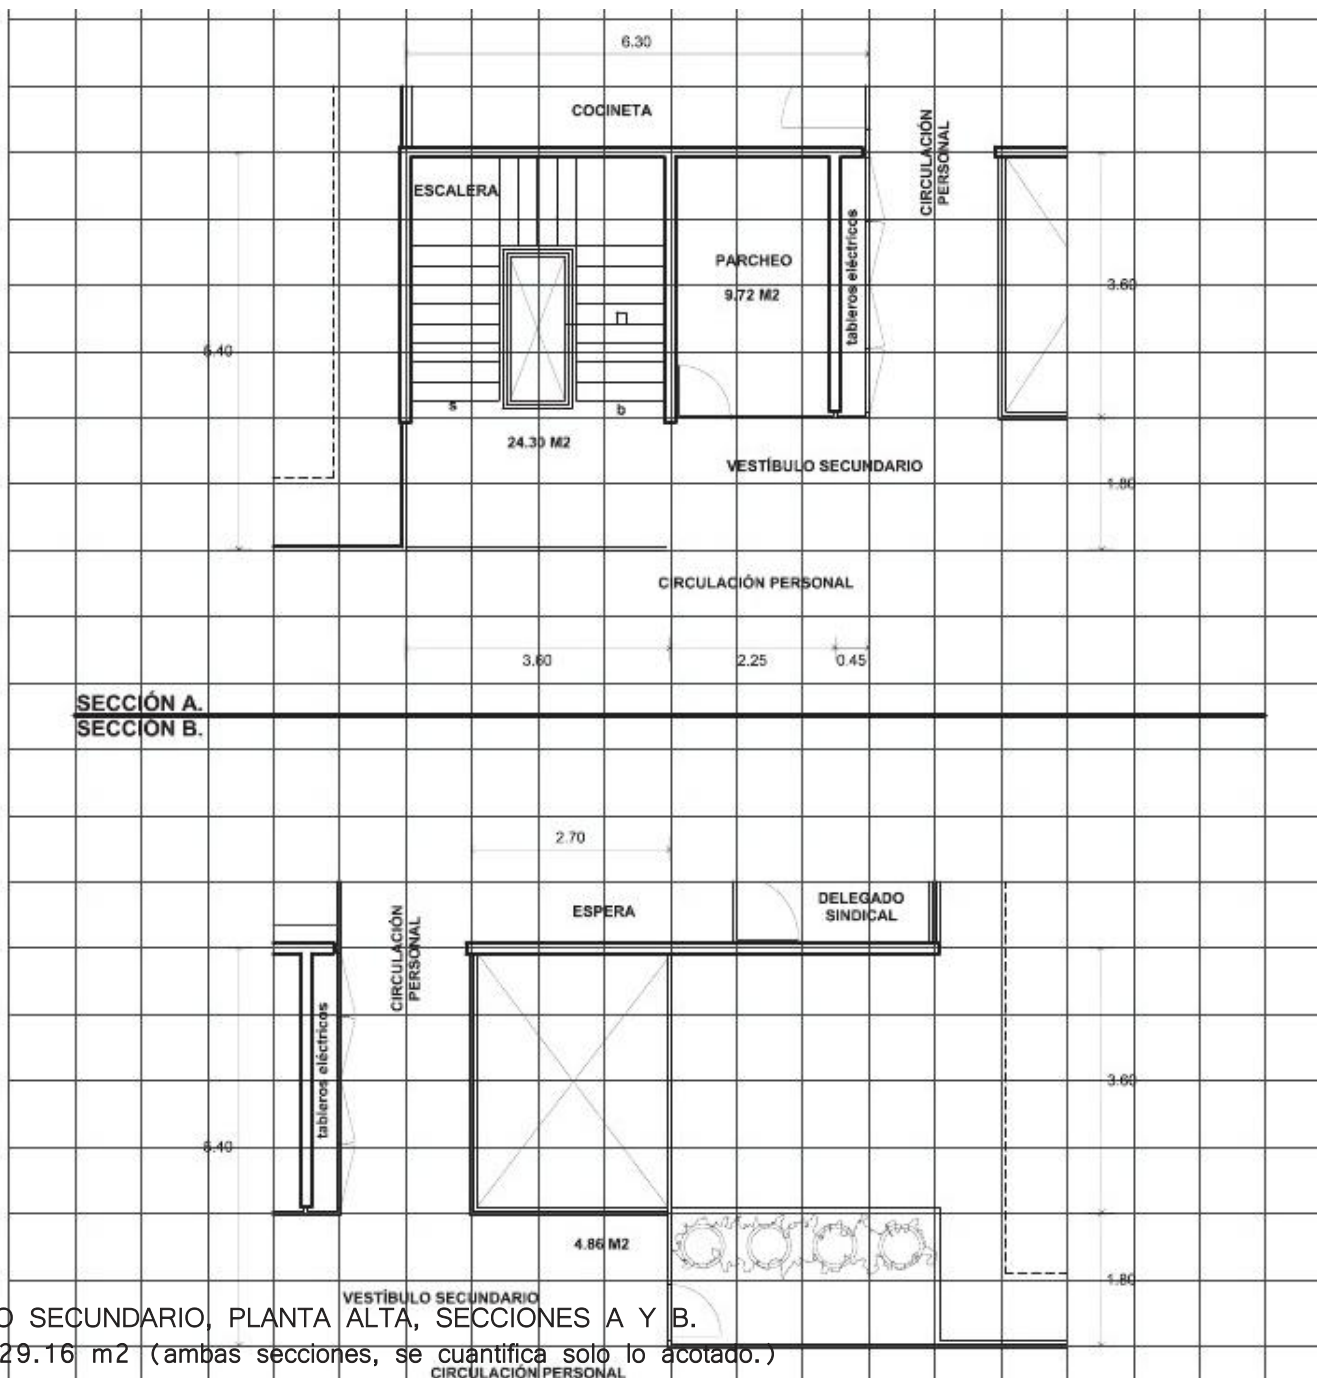 6.30
COCINETA
CIRCULACIÓN
PERSONAL
ESCALERA
PARCHEO
9.72 M2
tableros eléctricos
3.60
5.40
s
b
24.30 M2
VESTÍBULO SECUNDARIO
1.80
CIRCULACIÓN PERSONAL
3.60
2.25
0.45
SECCIÓN A.
SECCIÓN B.
2.70
ESPERA
DELEGADO
SINDICAL
CIRCULACIÓN
PERSONAL
tableros eléctricos
3.60
5.40
4.86 M2
1.80
VESTÍBULO SECUNDARIO
O SECUNDARIO, PLANTA ALTA, SECCIONES A Y B.
29.16 m2 (ambas secciones, se cuantifica solo lo acotado.)
CIRCULACIÓN PERSONAL